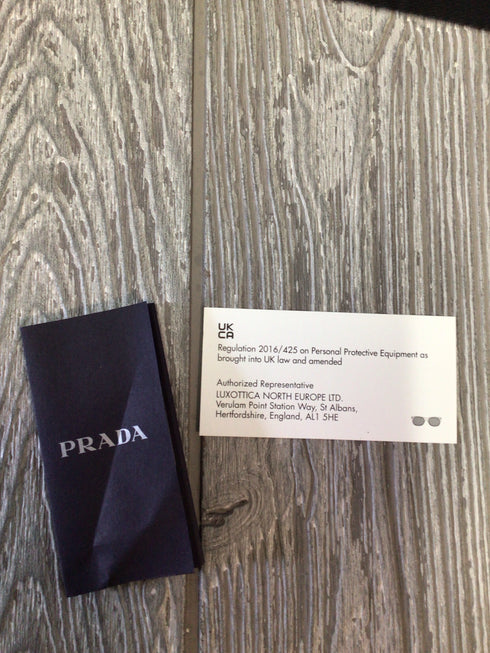 PRADA
UK
CA
Regulation 2016/425 on Personal Protective Equipment as
brought into UK law and amended
Authorized Representative
LUXOTTICA NORTH EUROPE LTD.
Verulam Point Station Way, St Albans,
Hertfordshire, England, AL1 5HE